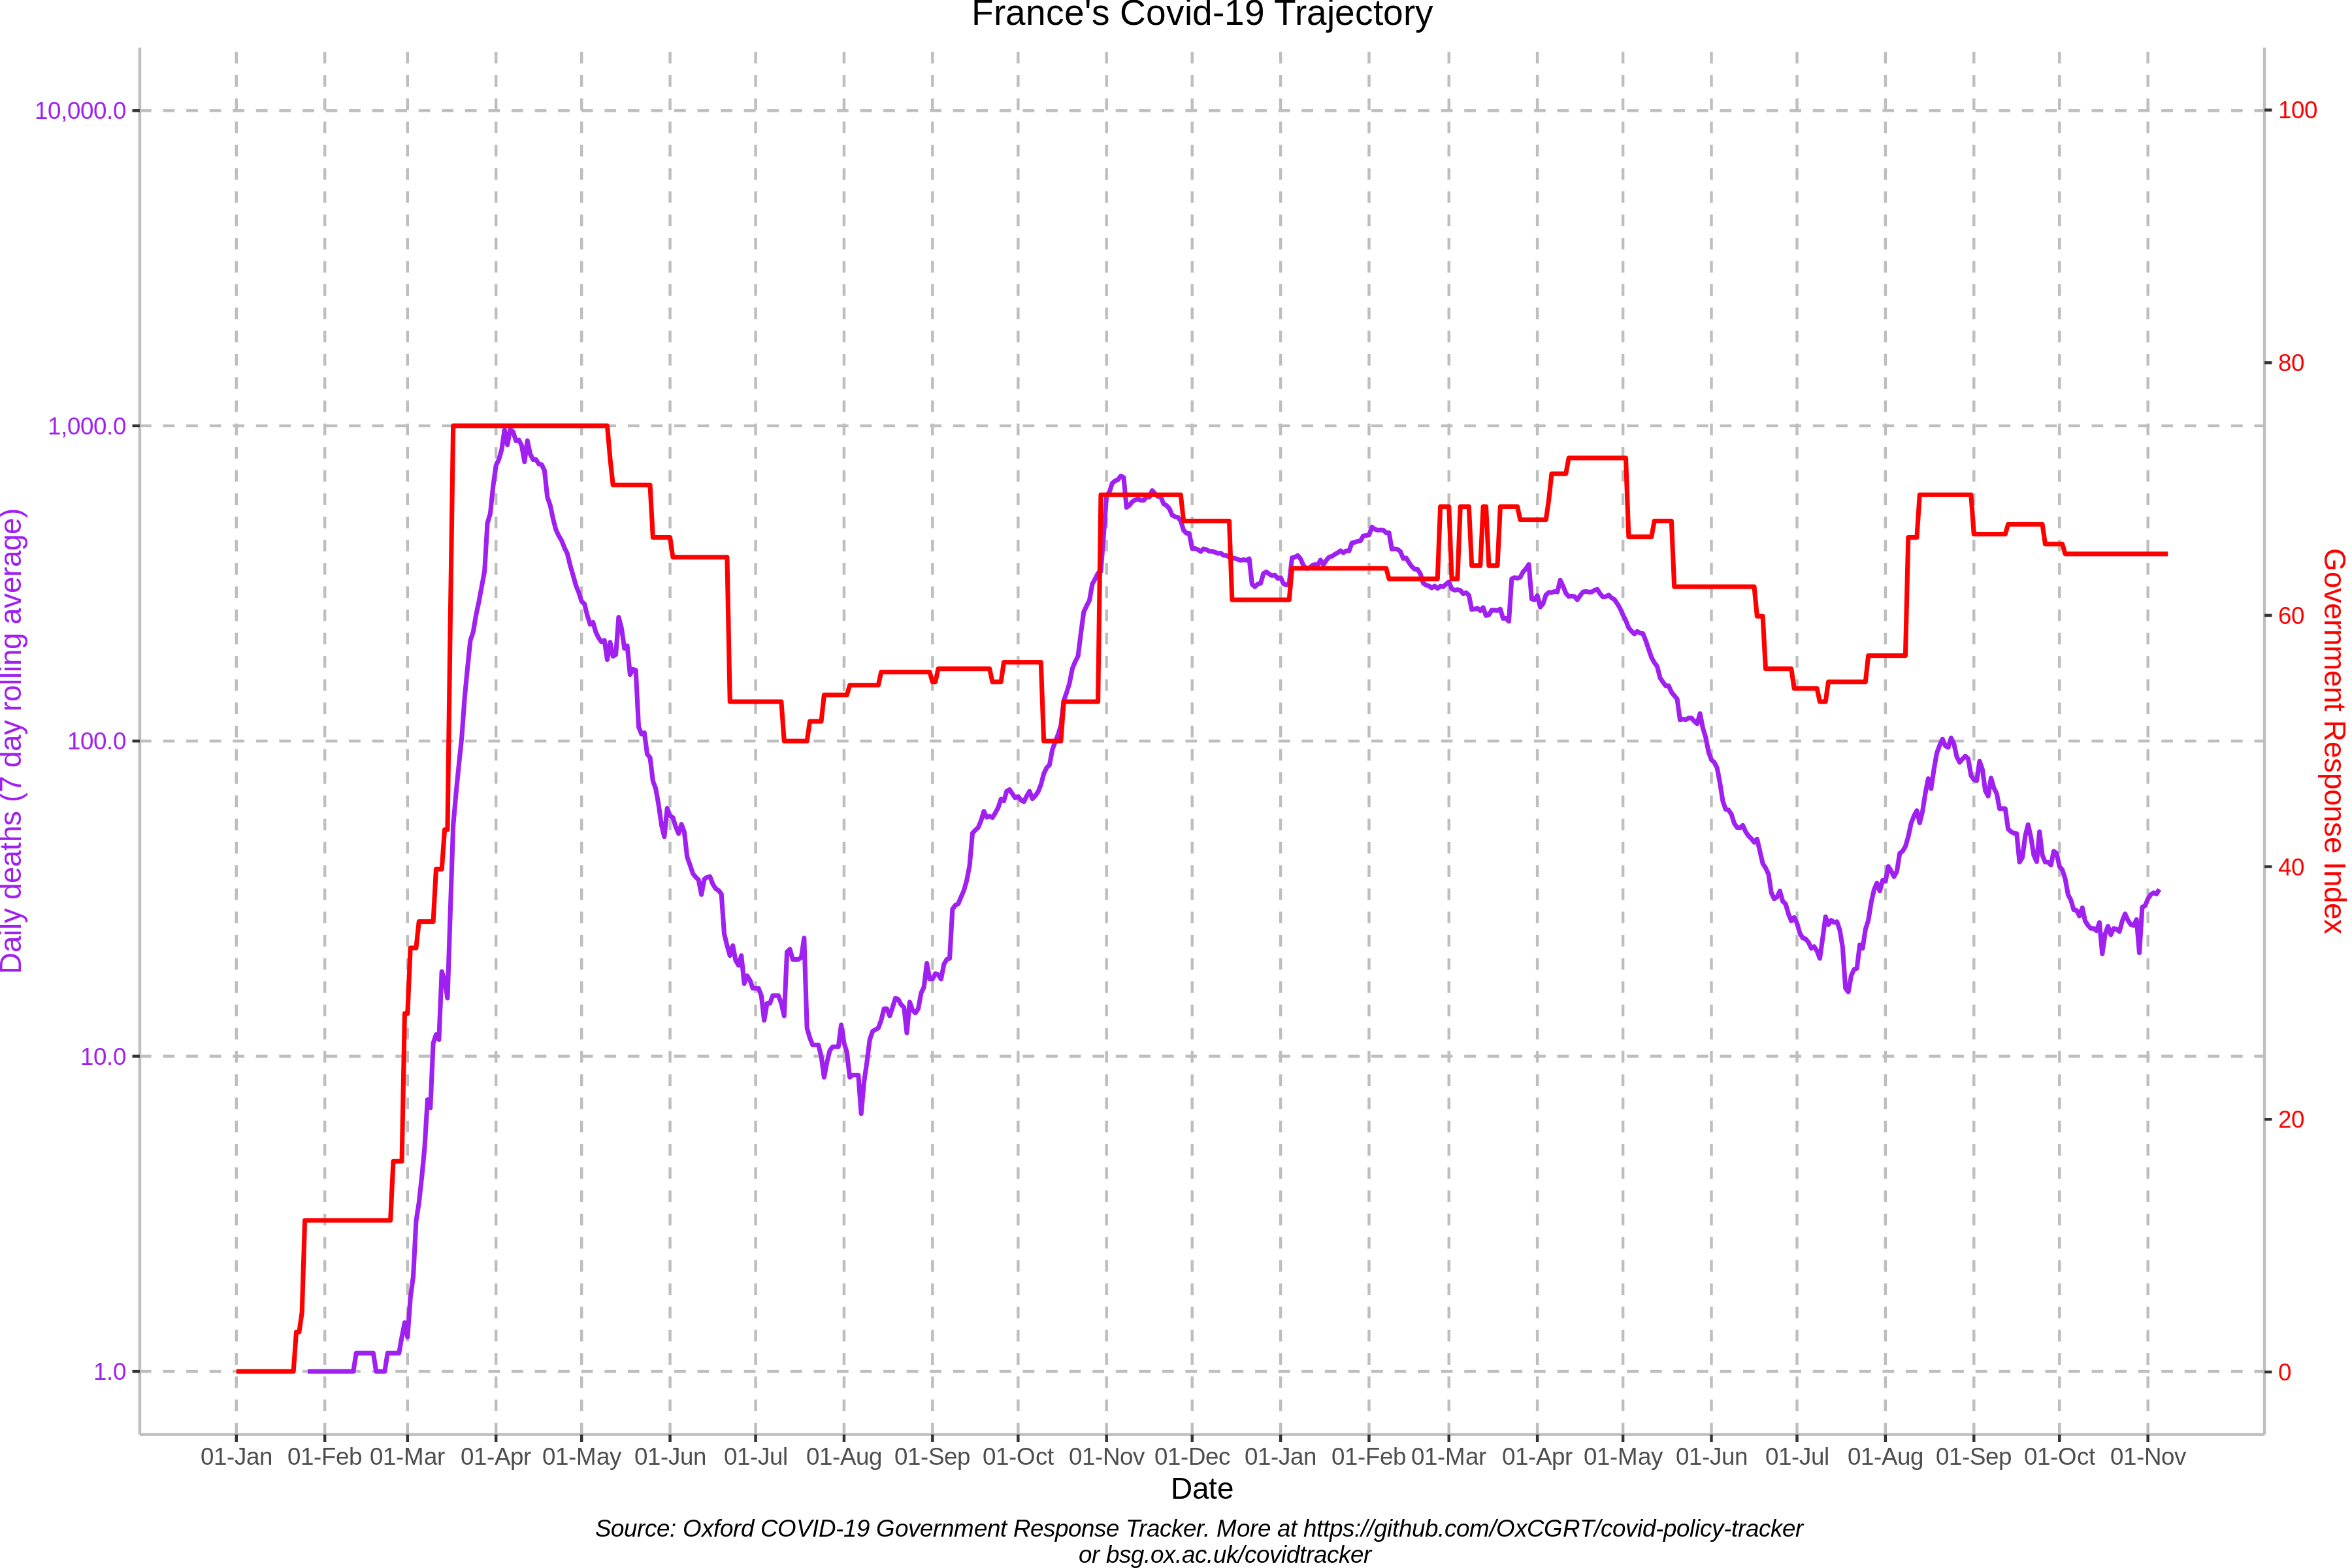 France's Covid-19 Trajectory
10,000.0
1,000.0
100.0
10.0
1.0
Daily deaths (7 day rolling average)
100
80
60
40
20
0
Government Response Index
01-Jan 01-Feb 01-Mar 01-Apr 01-May 01-Jun 01-Jul 01-Aug 01-Sep 01-Oct 01-Nov 01-Dec 01-Jan 01-Feb 01-Mar 01-Apr 01-May 01-Jun 01-Jul 01-Aug 01-Sep 01-Oct 01-Nov
Date
Source: Oxford COVID-19 Government Response Tracker. More at https://github.com/OxCGRT/covid-policy-tracker
or bsg.ox.ac.uk/covidtracker